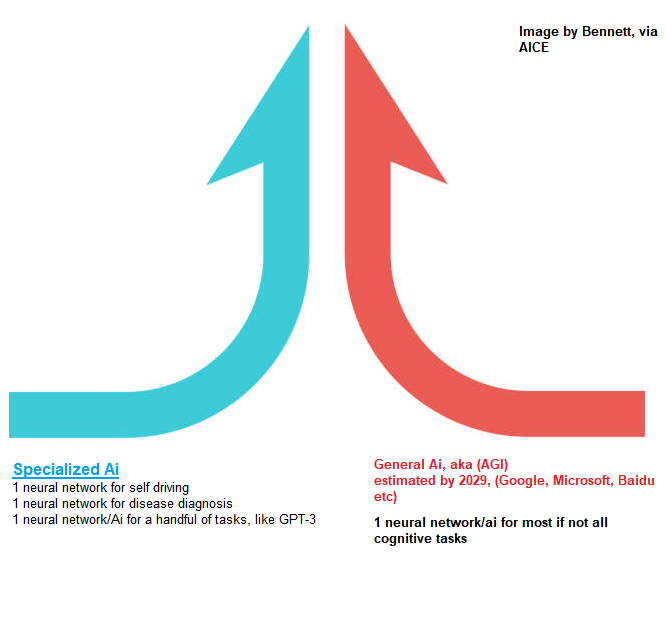 Image by Bennett, via
AICE
Specialized Ai
1 neural network for self driving
1 neural network for disease diagnosis
1 neural network/Ai for a handful of tasks, like GPT-3
General Ai, aka (AGI)
estimated by 2029, (Google, Microsoft, Baidu
etc)
1 neural network/ai for most if not all
cognitive tasks